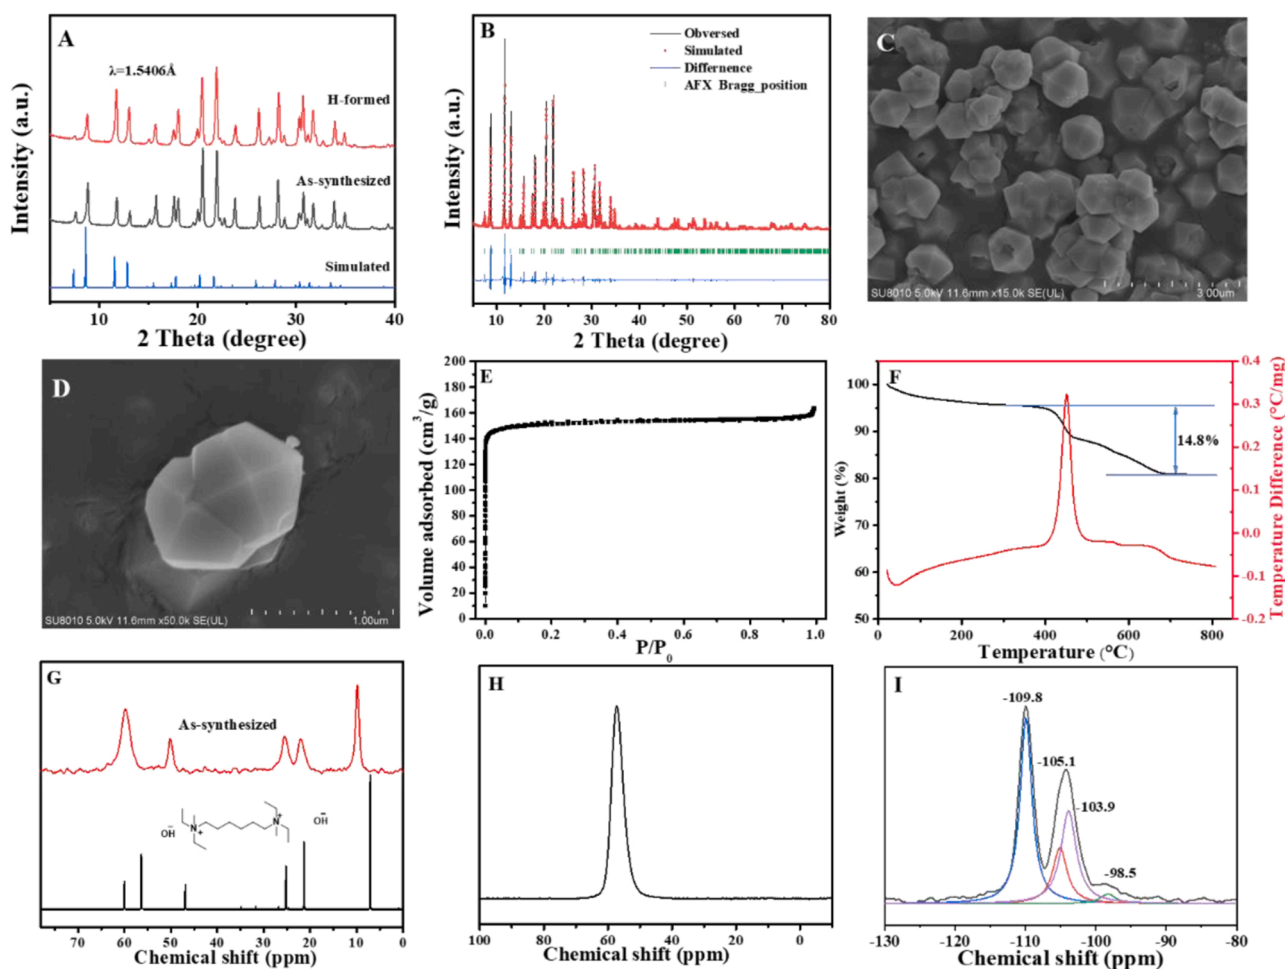 A
λ=1.5406Å
H-formed
As-synthesized
Simulated
Intensity (a.u.)
10 20 30 40
2 Theta (degree)
B
Obversed
Simulated
Differnence
AFX Bragg_position
Intensity (a.u.)
10 20 30 40 50 60 70 80
2 Theta (degree)
C
SU8010 5.0kV 11.6mm x15.0k SE(UL)
3.00um
D
SU8010 5.0kV 11.6mm x50.0k SE(UL)
1.00um
E
Volume adsorbed (cm³/g)
200
180
160
140
120
100
80
60
40
20
0
0.0 0.2 0.4 0.6 0.8 1.0
P/P₀
F
Weight (%)
100
90
80
70
60
50
14.8%
0.4
0.3
0.2
0.1
0.0
-0.1
-0.2
Temperature Difference (°C/mg)
0 200 400 600 800
Temperature (°C)
G
As-synthesized
OH⁻ N⁺ N⁺ OH⁻
70 60 50 40 30 20 10 0
Chemical shift (ppm)
H
100 80 60 40 20 0
Chemical shift (ppm)
I
-109.8
-105.1
-103.9
-98.5
-130 -120 -110 -100 -90 -80
Chemical shift (ppm)